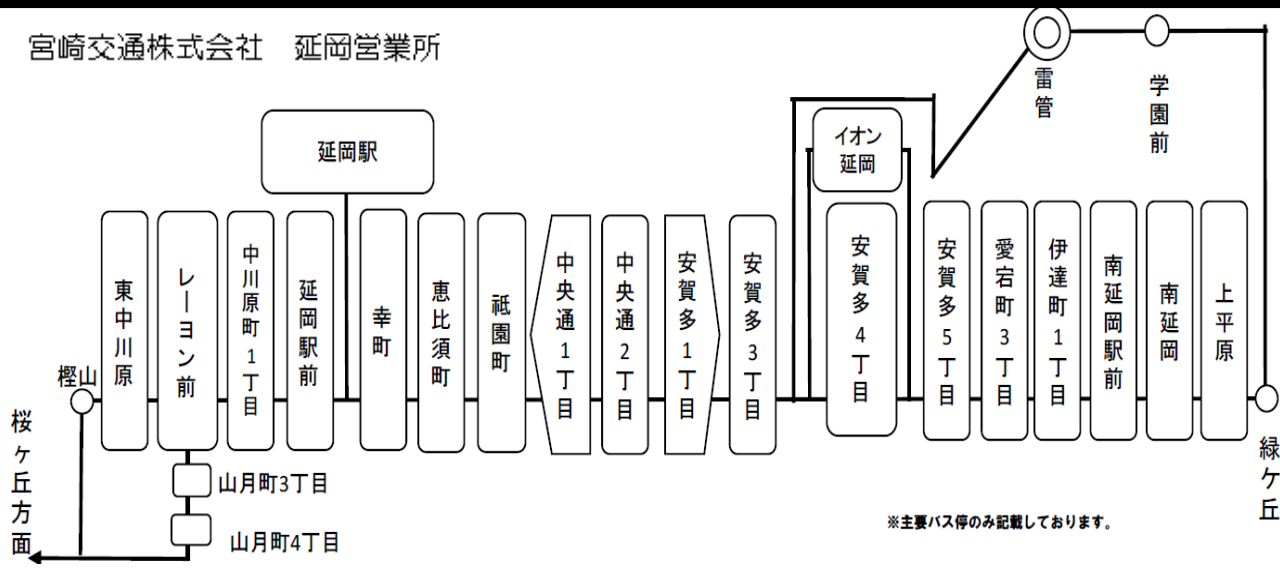 宮崎交通株式会社　延岡営業所
雷管
学園前
イオン
延岡
延岡駅
樫山
東中川原
レーヨン前
中川原町1丁目
延岡駅前
幸町
恵比須町
祗園町
中央通1丁目
中央通2丁目
安賀多1丁目
安賀多3丁目
安賀多4丁目
安賀多5丁目
愛宕町3丁目
伊達町1丁目
南延岡駅前
南延岡
上平原
緑ケ丘
桜ヶ丘方面
山月町3丁目
山月町4丁目
※主要バス停のみ記載しております。